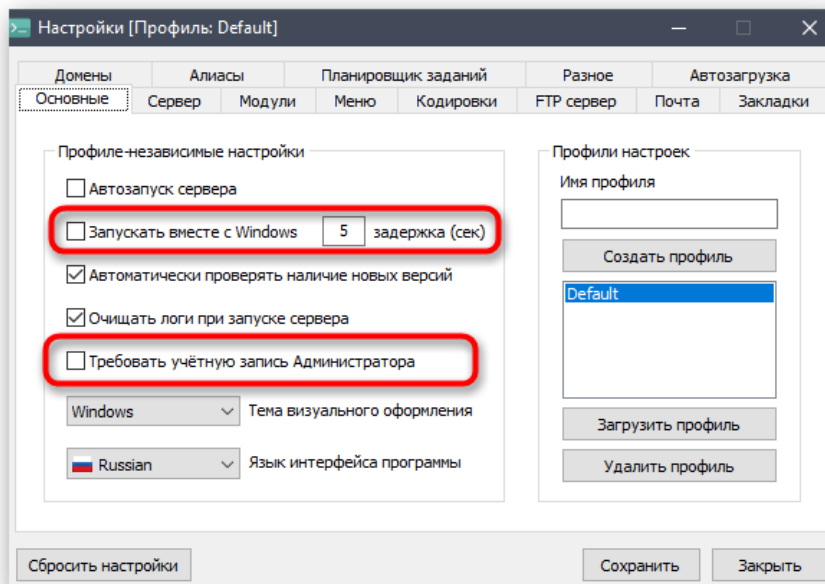 Настройки [Профиль: Default]
Домены Алиасы Планировщик заданий Разное Автозагрузка
Основные Сервер Модули Меню Кодировки FTP сервер Почта Закладки
Профиле-независимые настройки
Автозапуск сервера
Запускать вместе с Windows 5 задержка (сек)
Автоматически проверять наличие новых версий
Очищать логи при запуске сервера
Требовать учётную запись Администратора
Windows Тема визуального оформления
Russian Язык интерфейса программы
Профили настроек
Имя профиля
Создать профиль
Default
Загрузить профиль
Удалить профиль
Сбросить настройки Сохранить Закрыть